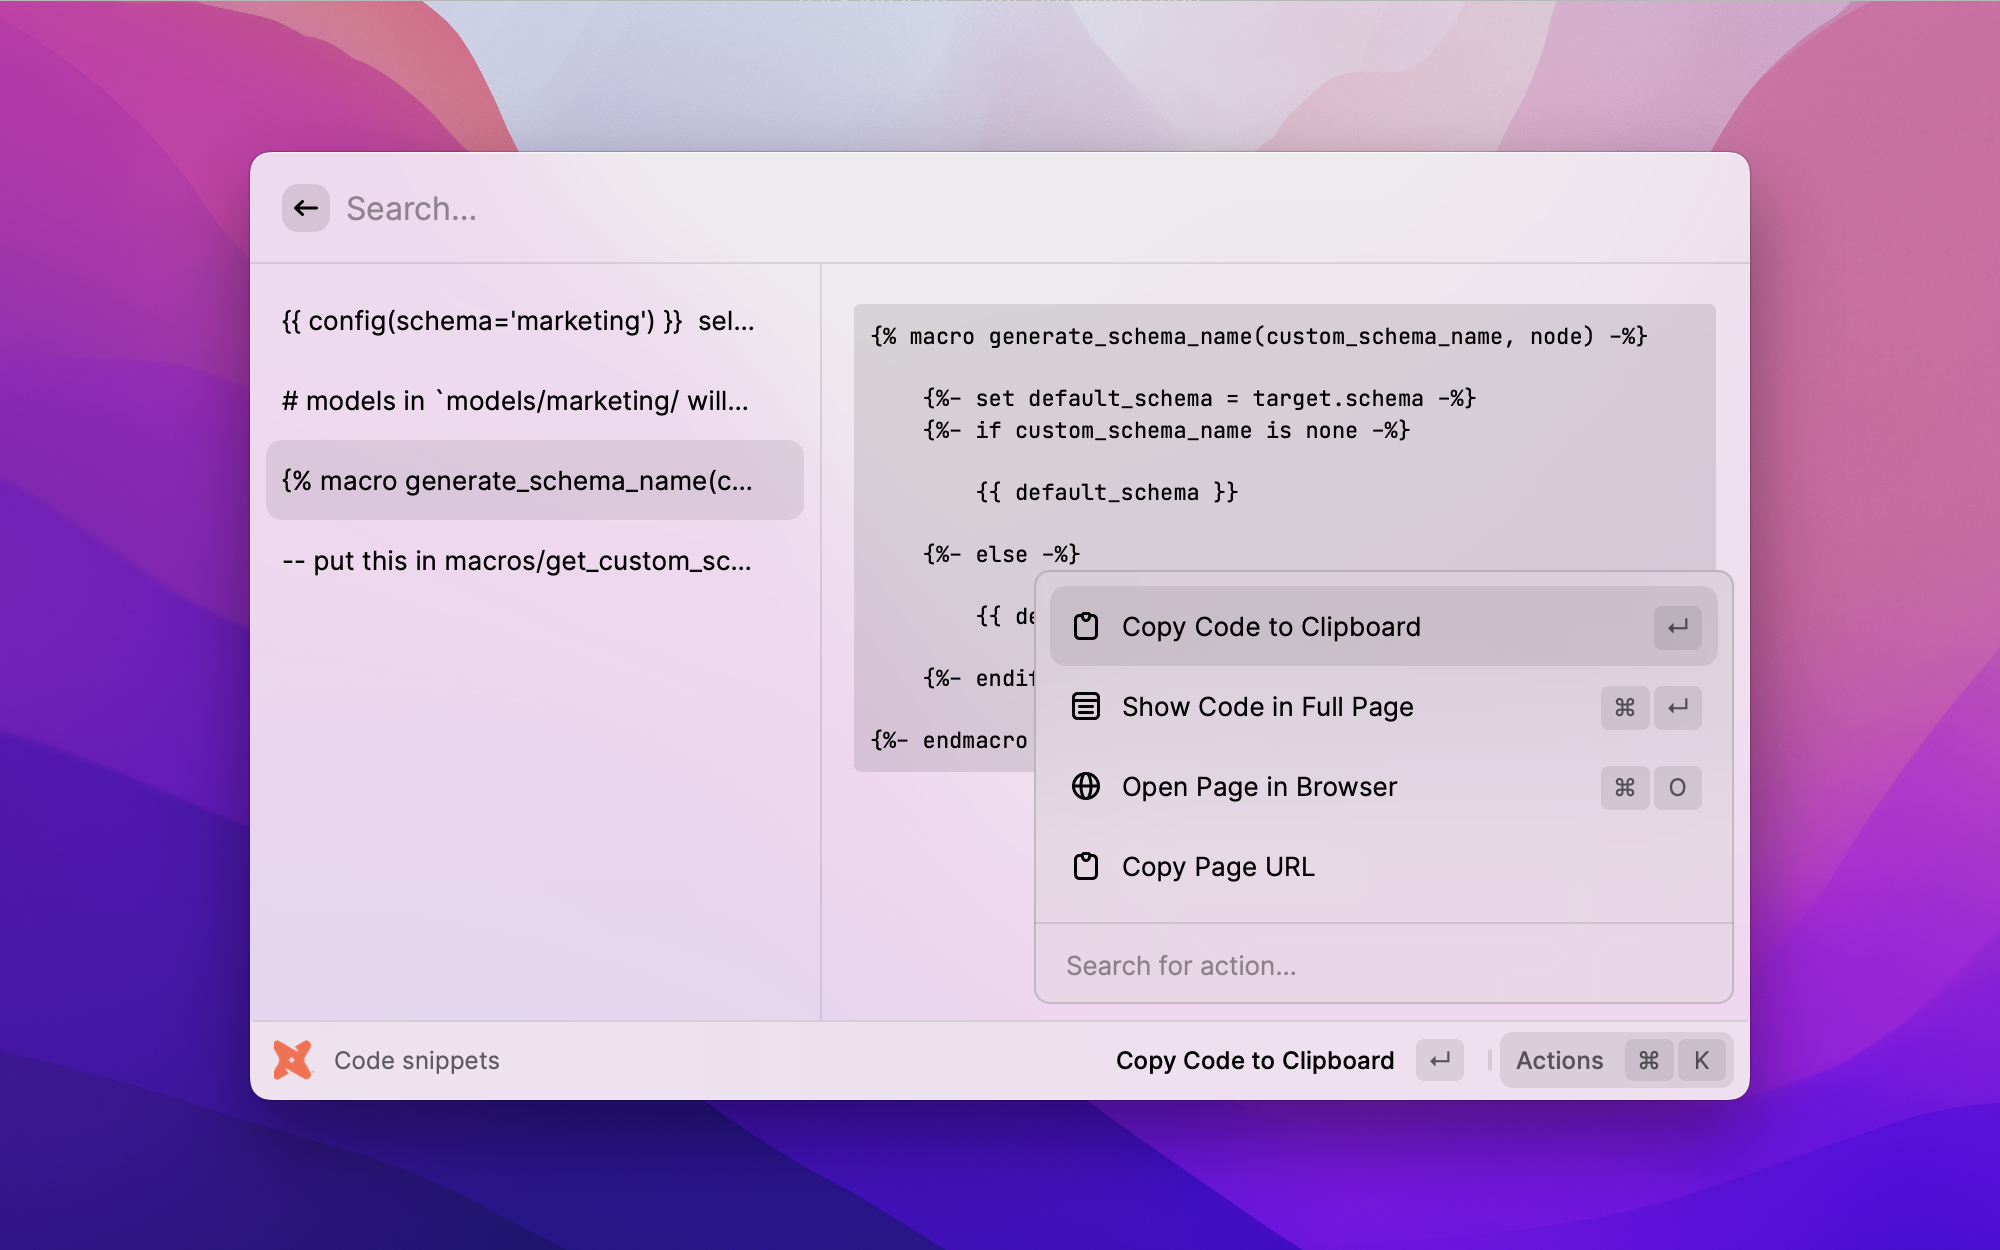 Search...
{{ config(schema='marketing') }}  sel...
# models in `models/marketing/ will...
{% macro generate_schema_name(c...
-- put this in macros/get_custom_sc...
{% macro generate_schema_name(custom_schema_name, node) -%}
{%- set default_schema = target.schema -%}
{%- if custom_schema_name is none -%}
{{ default_schema }}
{%- else -%}
{{
{%- endif
{%- endmacro
Copy Code to Clipboard ↵
Show Code in Full Page ⌘ ↵
Open Page in Browser ⌘ O
Copy Page URL
Search for action...
Code snippets
Copy Code to Clipboard ↵
Actions ⌘ K